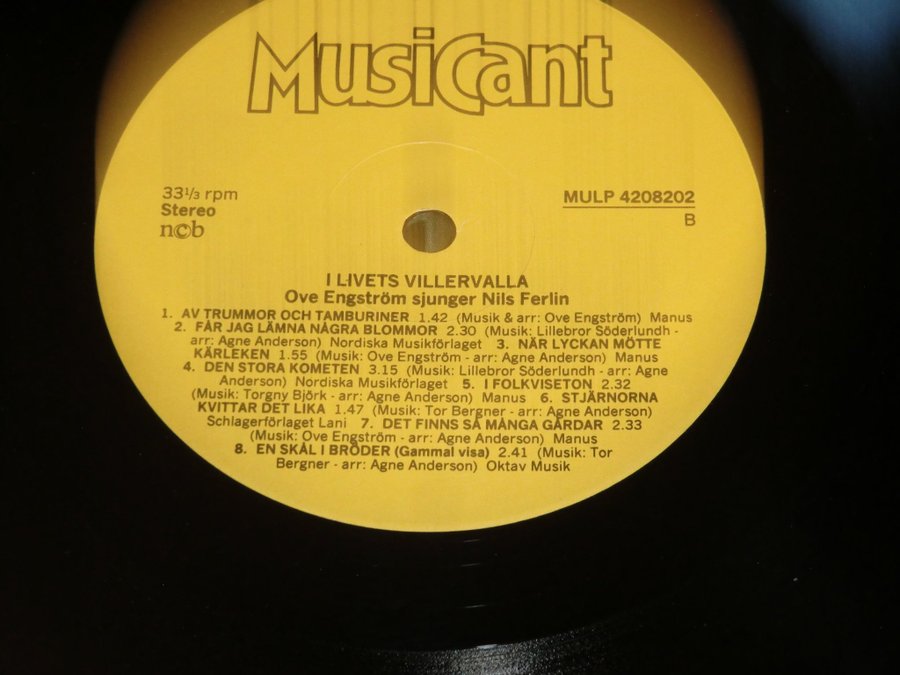 MusiCant
33 1/3 rpm
Stereo
n©b
MULP 4208202
B
I LIVETS VILLERVALLA
Ove Engström sjunger Nils Ferlin
1. AV TRUMMOR OCH TAMBURINER 1.42 (Musik & arr: Ove Engström) Manus
2. FÅR JAG LÄMNA NÅGRA BLOMMOR 2.30 (Musik: Lillebror Söderlundh -
arr: Agne Anderson) Nordiska Musikförlaget 3. NÄR LYCKAN MÖTTE
KÄRLEKEN 1.55 (Musik: Ove Engström - arr: Agne Anderson) Manus
4. DEN STORA KOMETEN 3.15 (Musik: Lillebror Söderlundh - arr: Agne
Anderson) Nordiska Musikförlaget 5. I FOLKVISETON 2.32
(Musik: Torgny Björk - arr: Agne Anderson) Manus 6. STJÄRNORNA
KVITTAR DET LIKA 1.47 (Musik: Tor Bergner - arr: Agne Anderson)
Schlagerförlaget Lani 7. DET FINNS SÅ MÅNGA GÅRDAR 2.33
(Musik: Ove Engström - arr: Agne Anderson) Manus
8. EN SKÅL I BRÖDER (Gammal visa) 2.41 (Musik: Tor
Bergner - arr: Agne Anderson) Oktav Musik